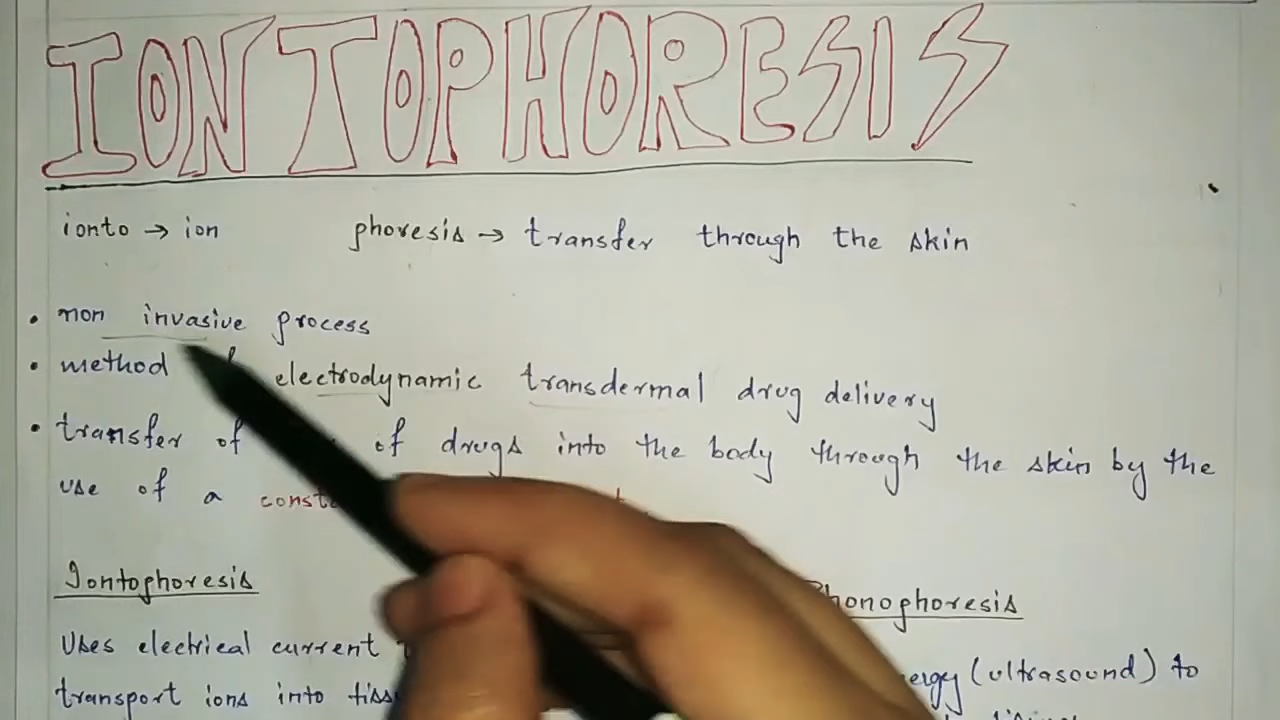 IONTOPHORESIS
ionto → ion phoresis → transfer through the skin
• non invasive process
• method electrodynamic transdermal drug delivery
• transfer of of drugs into the body through the skin by the
use of a
Iontophoresis Phonophoresis
Uses electrical current (ultrasound) to
transport ions into